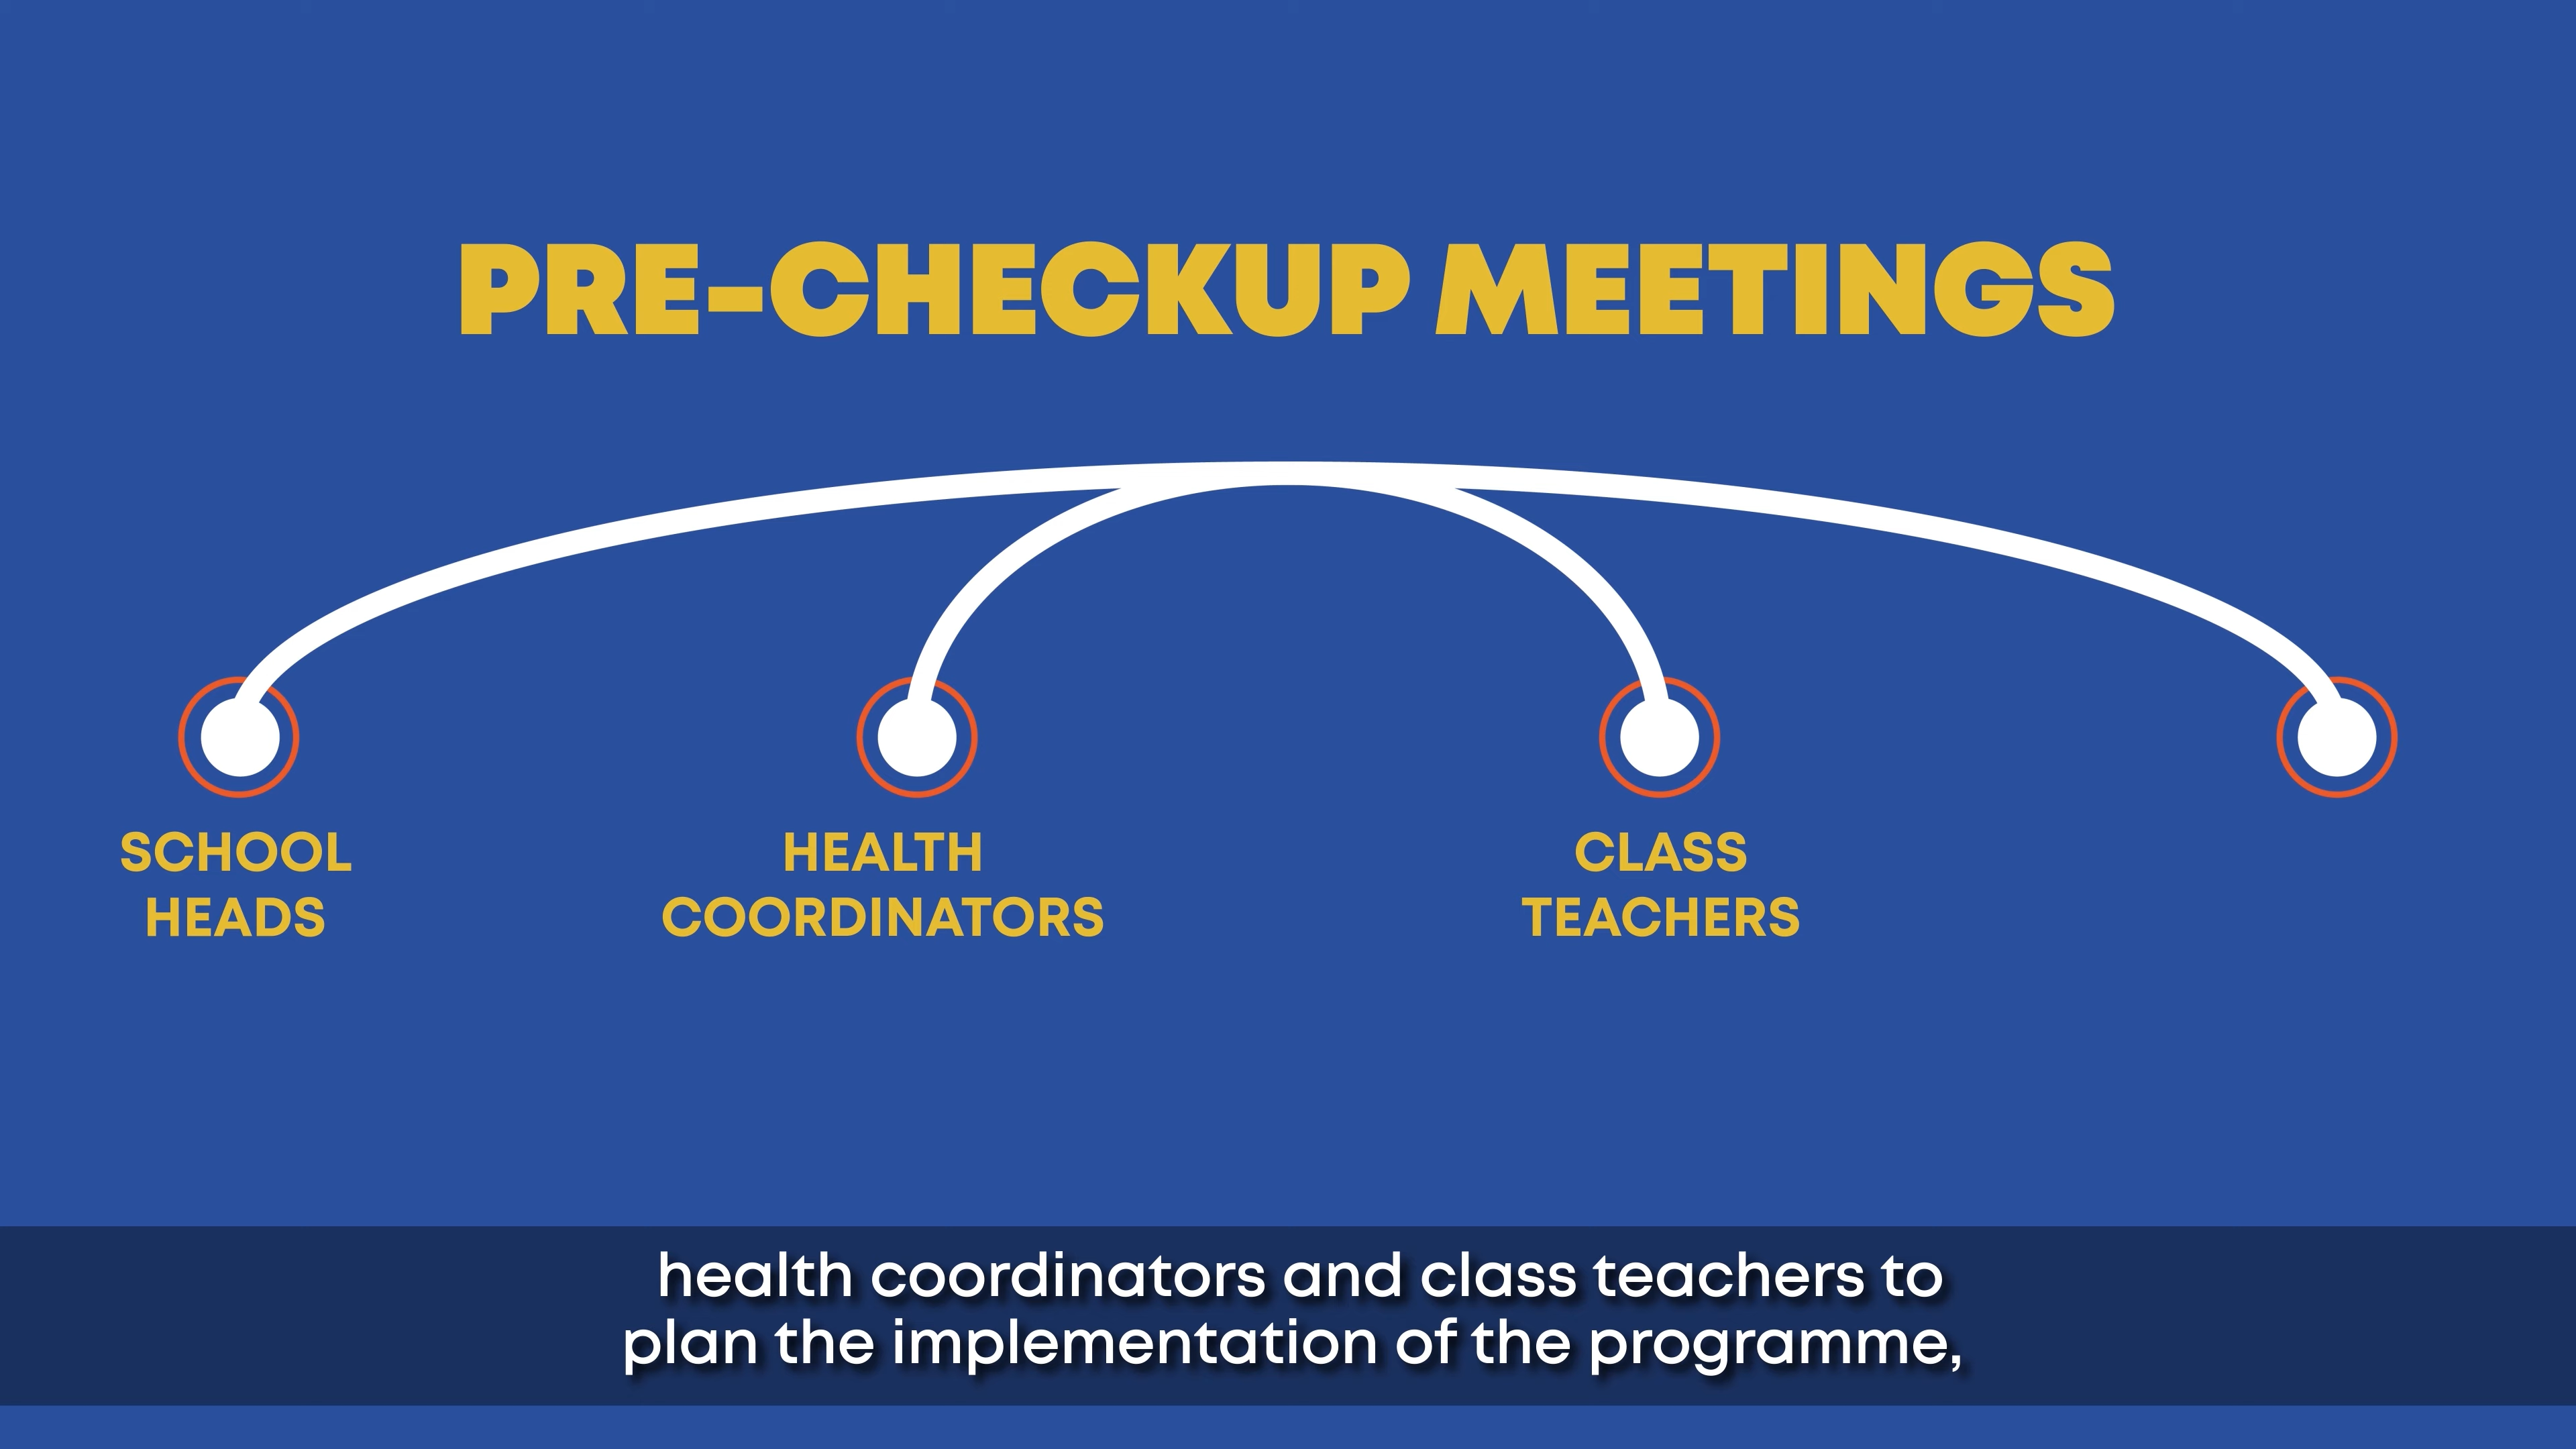 PRE-CHECKUP MEETINGS
SCHOOL
HEADS
HEALTH
COORDINATORS
CLASS
TEACHERS
health coordinators and class teachers to
plan the implementation of the programme,